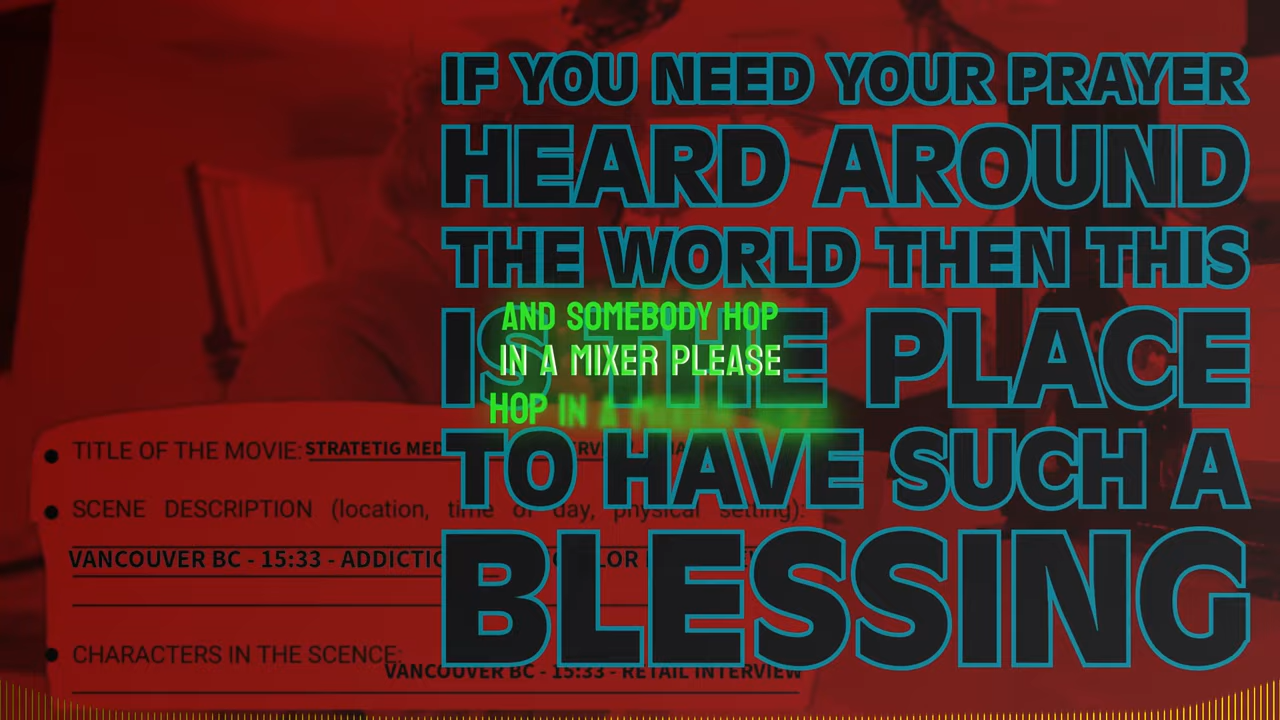 IF YOU NEED YOUR PRAYER
HEARD AROUND
THE WORLD THEN THIS
IS THE PLACE
TO HAVE SUCH A
BLESSING
AND SOMEBODY HOP
IN A MIXER PLEASE
HOP IN A
TITLE OF THE MOVIE: STRATETIG MED
SCENE DESCRIPTION (location, time of day, physical setting):
VANCOUVER BC - 15:33 - ADDICTIO
CHARACTERS IN THE SCENCE:
VANCOUVER BC - 15:33 - RETAIL INTERVIEW